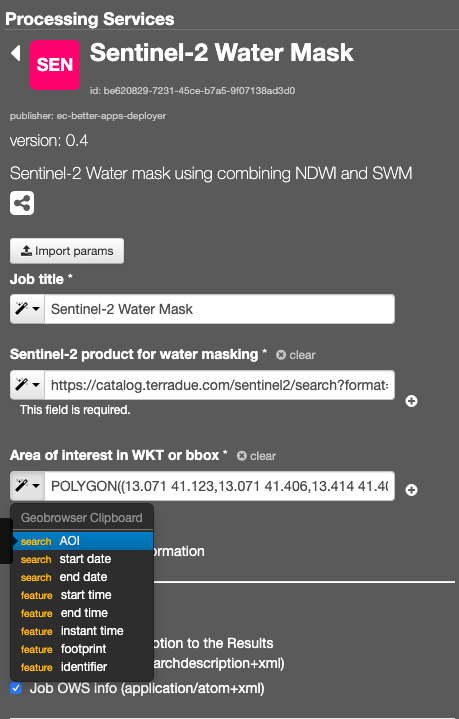 Processing Services
SEN
Sentinel-2 Water Mask
id: be620829-7231-45ce-b7a5-9f07138ad3d0
publisher: ec-better-apps-deployer
version: 0.4
Sentinel-2 Water mask using combining NDWI and SWM
Import params
Job title *
Sentinel-2 Water Mask
Sentinel-2 product for water masking * clear
https://catalog.terradue.com/sentinel2/search?format=
This field is required.
Area of interest in WKT or bbox * clear
POLYGON((13.071 41.123,13.071 41.406,13.414 41.40
Geobrowser Clipboard
search AOI
ormation
search start date
search end date
feature start time
feature end time
feature instant time
ption to the Results
feature footprint
archdescription+xml)
feature identifier
Job OWS info (application/atom+xml)